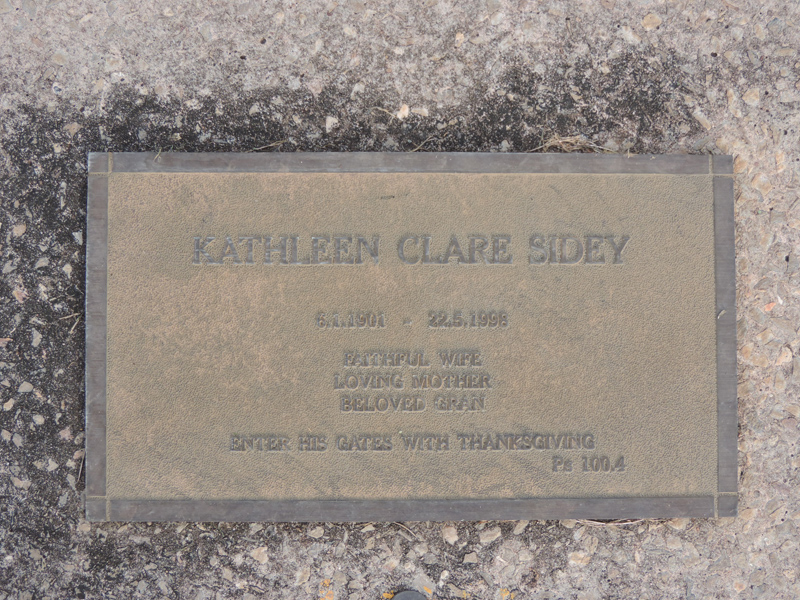 KATHLEEN CLARE SIDEY
6.1.1901 - 22.5.1998
FAITHFUL WIFE
LOVING MOTHER
BELOVED GRAN
ENTER HIS GATES WITH THANKSGIVING
Ps 100.4